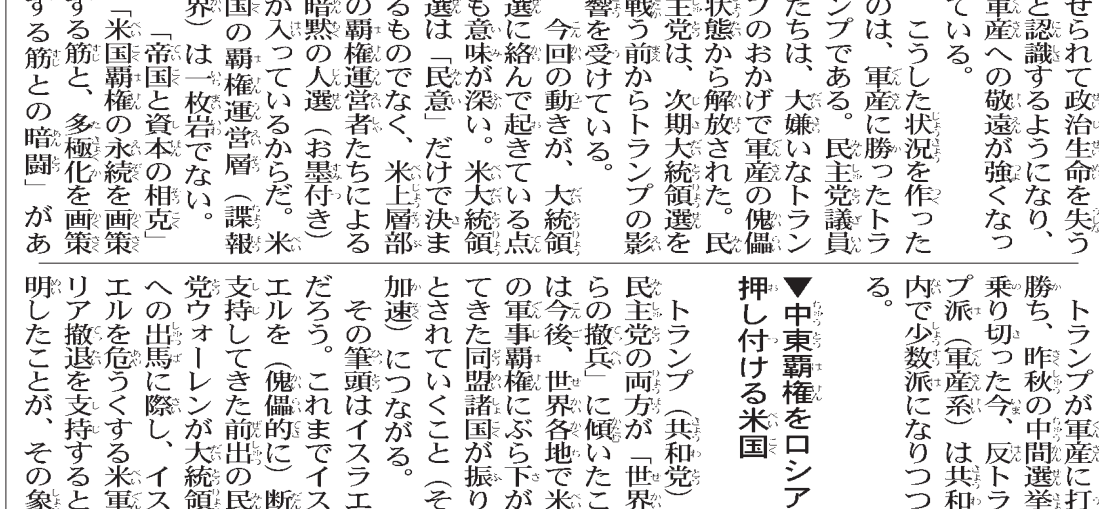 せられて政治生命を失う
と認識するようになり、
軍産への敬遠が強くなっ
ている。
こうした状況を作った
のは、軍産に勝ったトラ
ンプである。民主党議員
たちは、大嫌いなトラン
プのおかげで軍産の傀儡
状態から解放された。民
主党は、次期大統領選を
戦う前からトランプの影
響を受けている。
今回の動きが、大統領
選に絡んで起きている点
も意味が深い。米大統領
選は「民意」だけで決ま
るものでなく、米上層部
の覇権運営者たちによる
暗黙の人選（お墨付き）
が入っているからだ。米
国の覇権運営層（諜報
界）は一枚岩でない。
「帝国と資本の相克」
「米国覇権の永続を画策
する筋と、多極化を画策
する筋との暗闘」があ
トランプが軍産に打
勝ち、昨秋の中間選挙
乗り切った今、反トラ
プ派（軍産系）は共和
内で少数派になりつつ
る。
▼中東覇権をロシア
押し付ける米国
トランプ（共和党）
民主党の両方が「世界
らの撤兵」に傾いたこ
は今後、世界各地で米
の軍事覇権にぶら下が
てきた同盟諸国が振り
とされていくこと（そ
加速）につながる。
その筆頭はイスラエ
だろう。これまでイス
エルを（傀儡的に）断
支持してきた前出の民
党ウォーレンが大統領
への出馬に際し、イス
エルを危うくする米軍
リア撤退を支持すると
明したことが、その象